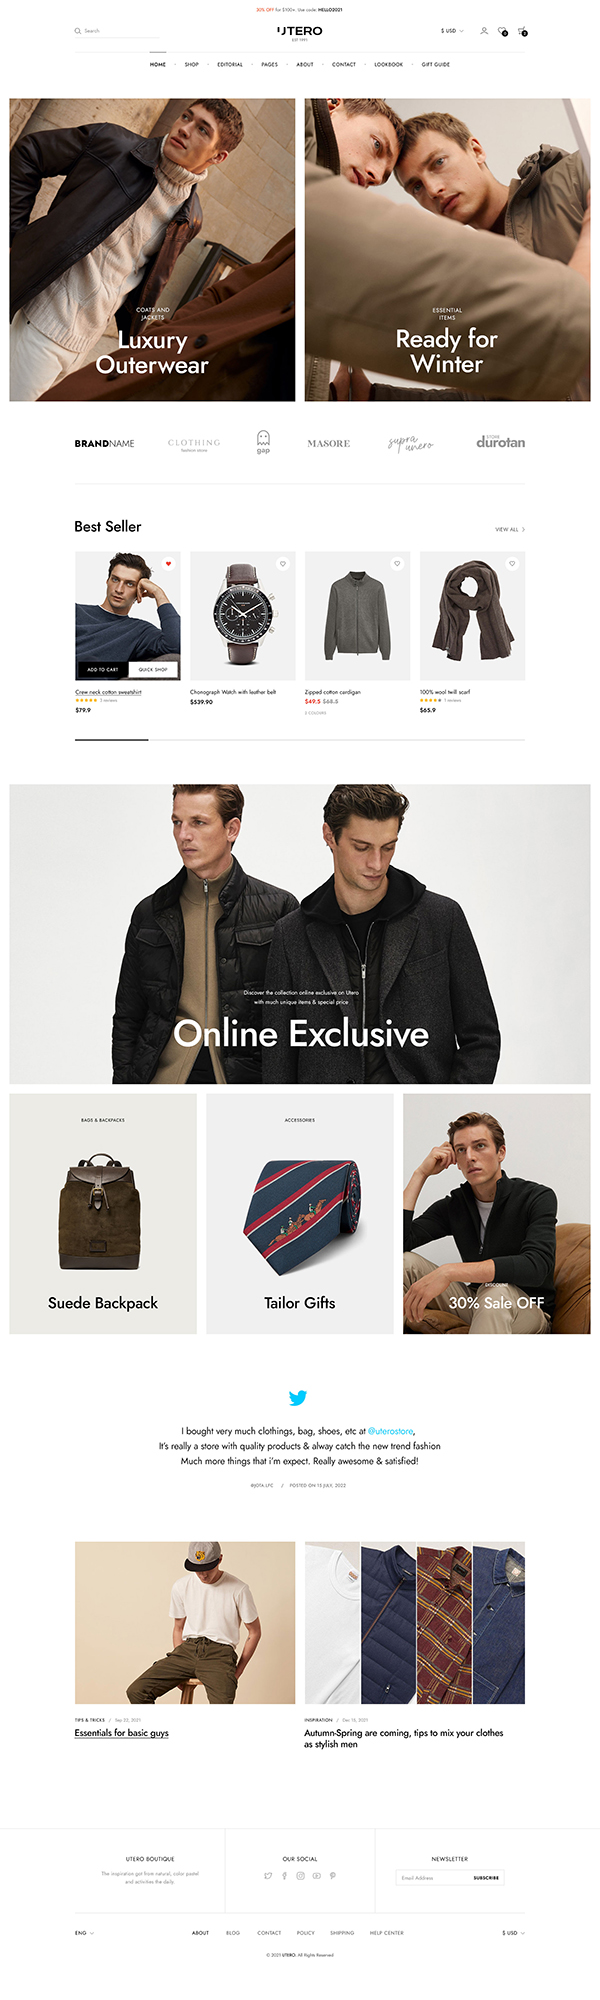 30% OFF for $100+. Use code: HELLO2021
Search
UTERO
EST 1991
$ USD
0
0
HOME
SHOP
EDITORIAL
PAGES
ABOUT
CONTACT
LOOKBOOK
GIFT GUIDE
COATS AND
JACKETS
Luxury
Outerwear
ESSENTIAL
ITEMS
Ready for
Winter
BRANDNAME
CLOTHING
fashion store
gap
MASORE
supra
unero
STORE
durotan
Best Seller
VIEW ALL
ADD TO CART
QUICK SHOP
Crew neck cotton sweatshirt
3 reviews
$79.9
Chonograph Watch with leather belt
$539.90
Zipped cotton cardigan
$49.5 $68.5
2 COLOURS
100% wool twill scarf
$65.9
Discover the collection online exclusive on Utero
with much unique items & special price
Online Exclusive
BAGS & BACKPACKS
Suede Backpack
ACCESSORIES
Tailor Gifts
DISCOUNT
30% Sale OFF
I bought very much clothings, bag, shoes, etc at @uterostore,
It's really a store with quality products & alway catch the new trend fashion
Much more things that i'm expect. Really awesome & satisfied!
@JOTA.LFC / POSTED ON 15 JULY, 2022
TIPS & TRICKS / Sep 22, 2021
Essentials for basic guys
INSPIRATION / Dec 15, 2021
Autumn-Spring are coming, tips to mix your clothes
as stylish men
UTERO BOUTIQUE
The inspiration got from natural, color pastel
and activities the daily.
OUR SOCIAL
NEWSLETTER
Email Address
SUBSCRIBE
ENG
ABOUT
BLOG
CONTACT
POLICY
SHIPPING
HELP CENTER
$ USD
© 2021 UTERO. All Rights Reserved